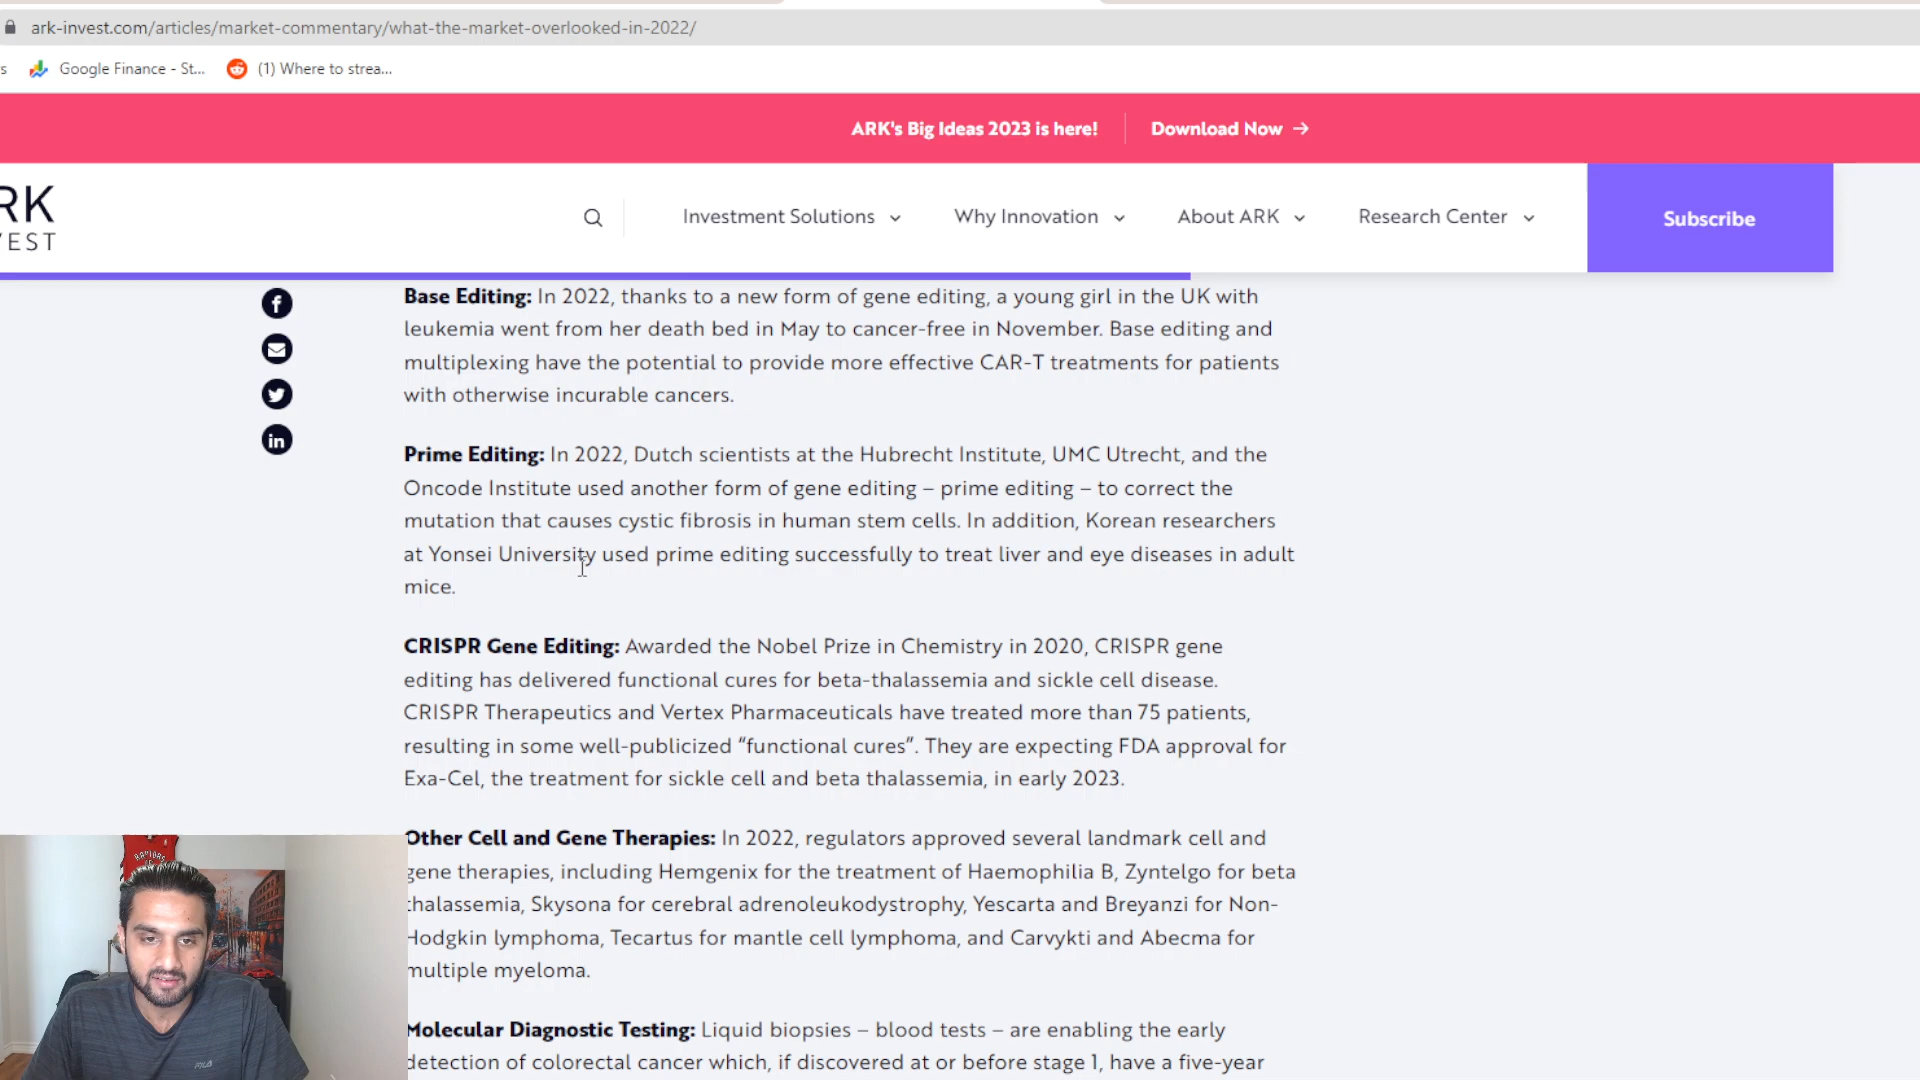 ark-invest.com/articles/market-commentary/what-the-market-overlooked-in-2022/
s Google Finance - St... (1) Where to strea...
ARK's Big Ideas 2023 is here! Download Now →
RK
VEST
Investment Solutions Why Innovation About ARK Research Center Subscribe
Base Editing: In 2022, thanks to a new form of gene editing, a young girl in the UK with
leukemia went from her death bed in May to cancer-free in November. Base editing and
multiplexing have the potential to provide more effective CAR-T treatments for patients
with otherwise incurable cancers.
Prime Editing: In 2022, Dutch scientists at the Hubrecht Institute, UMC Utrecht, and the
Oncode Institute used another form of gene editing – prime editing – to correct the
mutation that causes cystic fibrosis in human stem cells. In addition, Korean researchers
at Yonsei University used prime editing successfully to treat liver and eye diseases in adult
mice.
CRISPR Gene Editing: Awarded the Nobel Prize in Chemistry in 2020, CRISPR gene
editing has delivered functional cures for beta-thalassemia and sickle cell disease.
CRISPR Therapeutics and Vertex Pharmaceuticals have treated more than 75 patients,
resulting in some well-publicized “functional cures”. They are expecting FDA approval for
Exa-Cel, the treatment for sickle cell and beta thalassemia, in early 2023.
Other Cell and Gene Therapies: In 2022, regulators approved several landmark cell and
gene therapies, including Hemgenix for the treatment of Haemophilia B, Zyntelgo for beta
thalassemia, Skysona for cerebral adrenoleukodystrophy, Yescarta and Breyanzi for Non-
Hodgkin lymphoma, Tecartus for mantle cell lymphoma, and Carvykti and Abecma for
multiple myeloma.
Molecular Diagnostic Testing: Liquid biopsies – blood tests – are enabling the early
detection of colorectal cancer which, if discovered at or before stage 1, have a five-year
RAPTORS
FILA